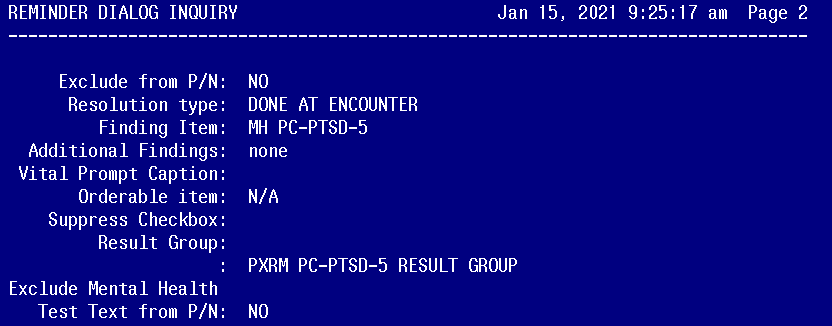 REMINDER DIALOG INQUIRY Jan 15, 2021 9:25:17 am Page 2
--------------------------------------------------------------------------------
Exclude from P/N: NO
Resolution type: DONE AT ENCOUNTER
Finding Item: MH PC-PTSD-5
Additional Findings: none
Vital Prompt Caption:
Orderable item: N/A
Suppress Checkbox:
Result Group:
: PXRM PC-PTSD-5 RESULT GROUP
Exclude Mental Health
Test Text from P/N: NO